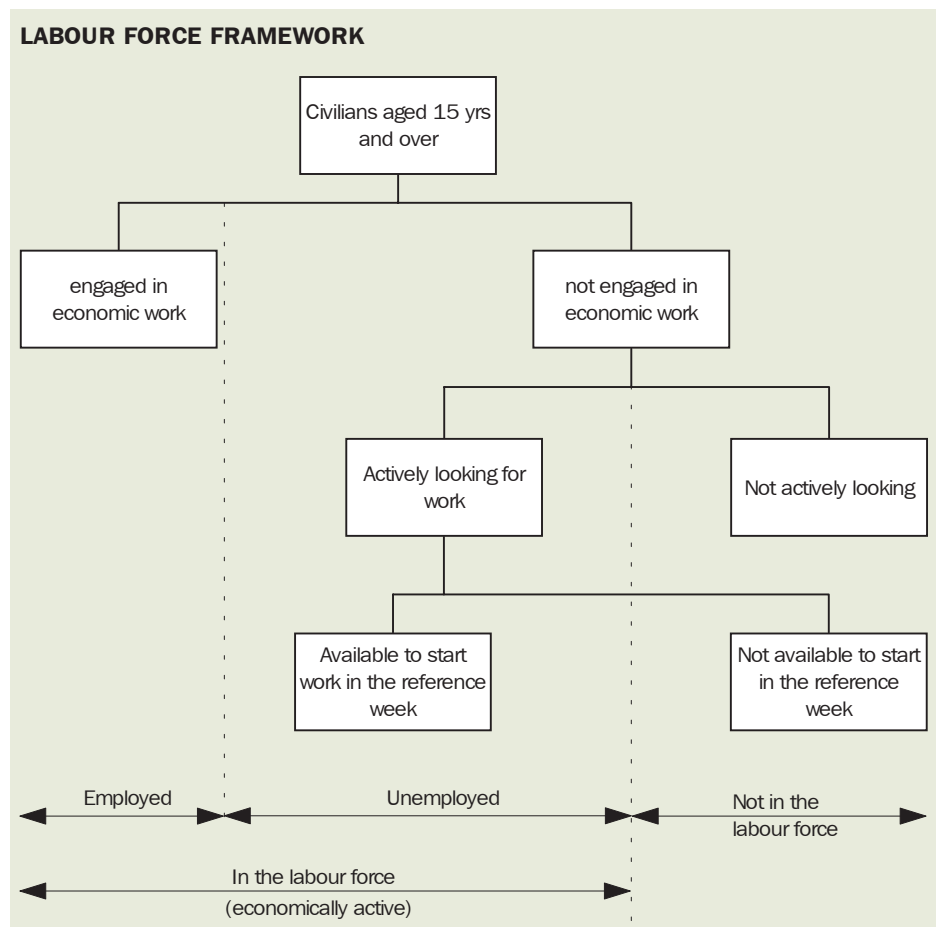 LABOUR FORCE FRAMEWORK
Civilians aged 15 yrs
and over
engaged in
economic work
not engaged in
economic work
Actively looking for
work
Not actively looking
Available to start
work in the reference
week
Not available to start
in the reference
week
Employed
Unemployed
Not in the
labour force
In the labour force
(economically active)